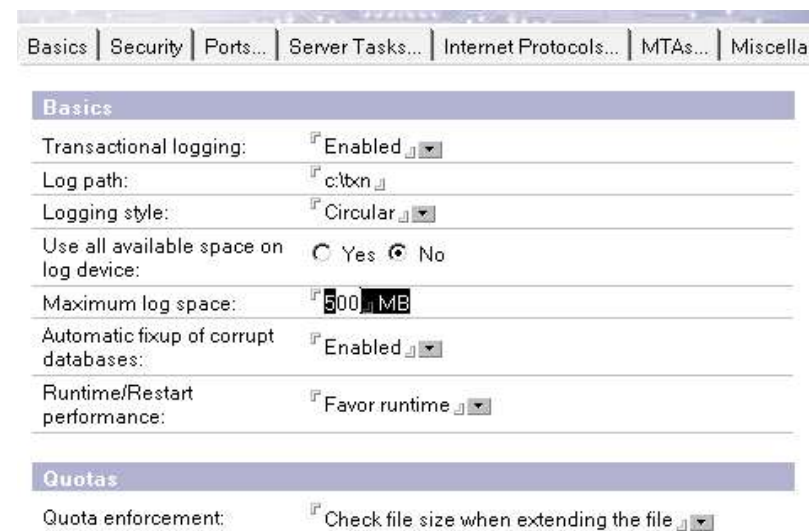 Basics Security Ports... Server Tasks... Internet Protocols... MTAs... Miscella
Basics
Transactional logging: Enabled
Log path: c:\txn
Logging style: Circular
Use all available space on
log device: Yes No
Maximum log space: 500 MB
Automatic fixup of corrupt
databases: Enabled
Runtime/Restart
performance: Favor runtime
Quotas
Quota enforcement: Check file size when extending the file